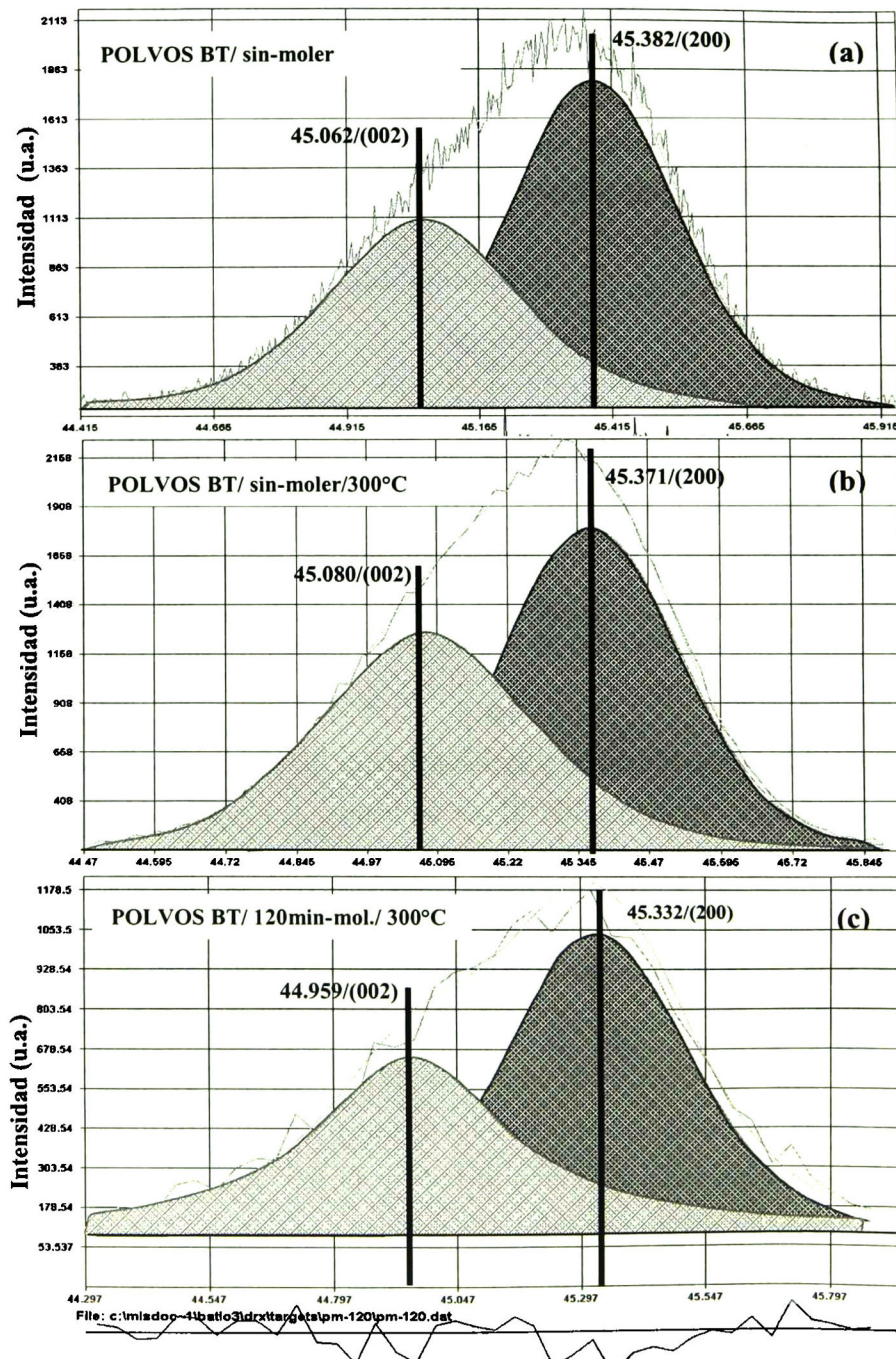 2113
POLVOS BT/ sin-moler
45.382/(200)
(a)
1863
45.062/(002)
1613
1363
1113
863
613
363
Intensidad (u.a.)
44.415 44.665 44.915 45.165 45.415 45.665 45.915
2158
POLVOS BT/ sin-moler/300°C
45.371/(200)
(b)
1908
1658
45.080/(002)
1408
1158
908
658
408
Intensidad (u.a.)
44.47 44.595 44.72 44.845 44.97 45.095 45.22 45.345 45.47 45.595 45.72 45.845
1178.5
POLVOS BT/ 120min-mol./ 300°C
45.332/(200)
(c)
1053.5
928.54
44.959/(002)
803.54
678.54
553.54
428.54
303.54
178.54
53.537
Intensidad (u.a.)
44.297 44.547 44.797 45.047 45.297 45.547 45.797
File: c:\misdoc~1\batio3\drx\targets\pm-120\pm-120.dat